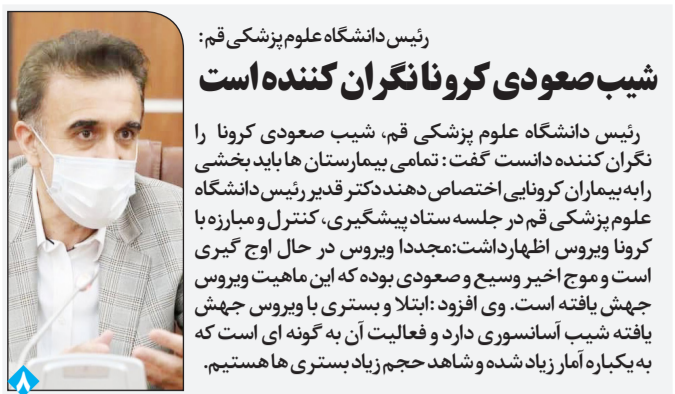 رئیس دانشگاه علوم پزشکی قم:
شیب صعودی کرونا نگران کننده است
رئیس دانشگاه علوم پزشکی قم، شیب صعودی کرونا را
نگران کننده دانست گفت: تمامی بیمارستان ها باید بخشی
را به بیماران کرونایی اختصاص دهند دکتر قدیر رئیس دانشگاه
علوم پزشکی قم در جلسه ستاد پیشگیری، کنترل و مبارزه با
کرونا ویروس اظهار داشت: مجددا ویروس در حال اوج گیری
است و موج اخیر وسیع و صعودی بوده که این ماهیت ویروس
جهش یافته است. وی افزود: ابتلا و بستری با ویروس جهش
یافته شیب آسانسوری دارد و فعالیت آن به گونه ای است که
به یکباره آمار زیاد شده و شاهد حجم زیاد بستری ها هستیم.